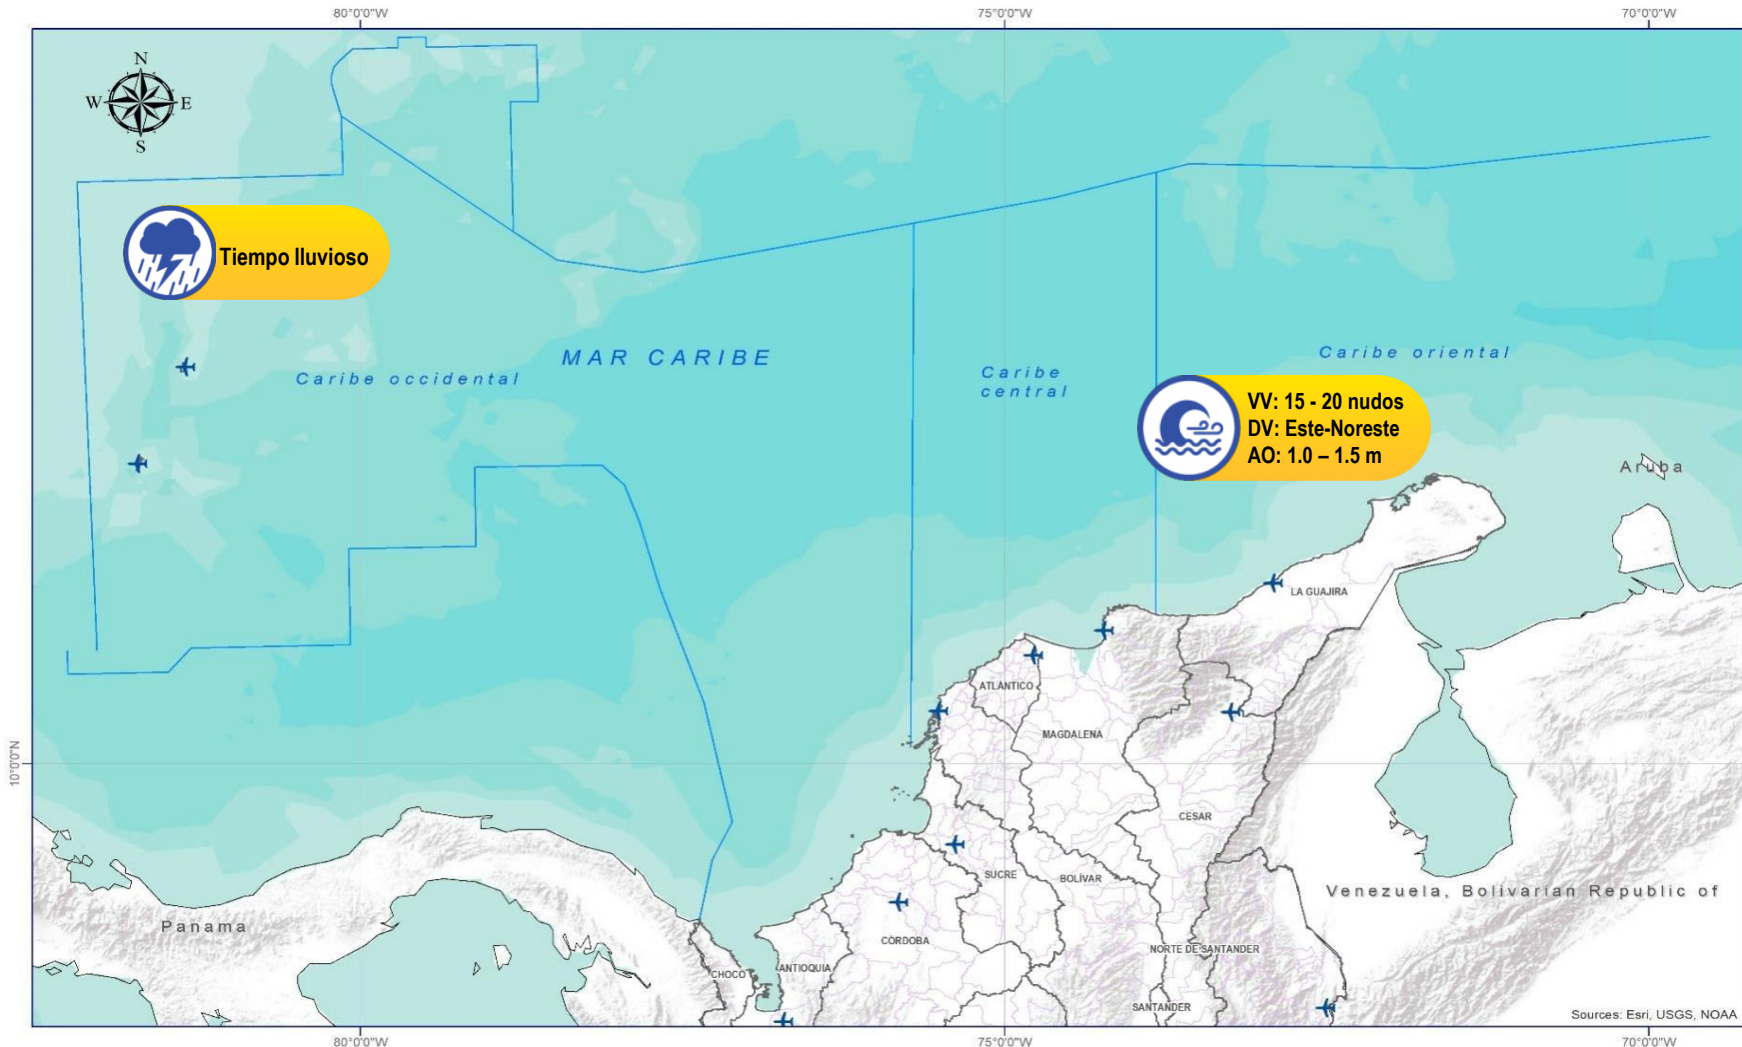 80°0'0"W
75°0'0"W
70°0'0"W
N
W
E
S
Tiempo lluvioso
MAR CARIBE
Caribe occidental
Caribe
central
Caribe oriental
VV: 15 - 20 nudos
DV: Este-Noreste
AO: 1.0 – 1.5 m
Aruba
LA GUAJIRA
ATLÁNTICO
MAGDALENA
10°0'0"N
CESAR
SUCRE
BOLÍVAR
Venezuela, Bolivarian Republic of
Panama
CÓRDOBA
NORTE DE SANTANDER
CHOCO
ANTIOQUIA
SANTANDER
Sources: Esri, USGS, NOAA
80°0'0"W
75°0'0"W
70°0'0"W